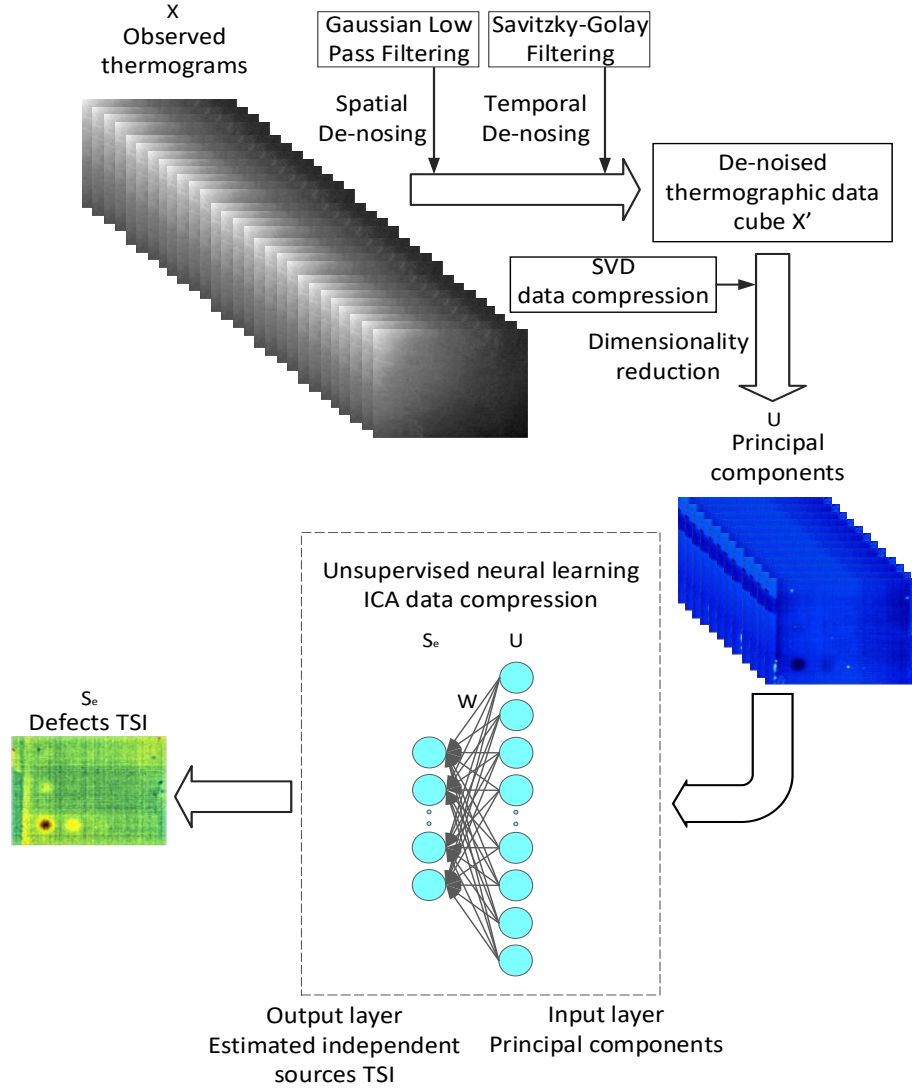 X
Observed
thermograms
Gaussian Low
Pass Filtering
Savitzky-Golay
Filtering
Spatial
De-nosing
Temporal
De-nosing
De-noised
thermographic data
cube X’
SVD
data compression
Dimensionality
reduction
U
Principal
components
Unsupervised neural learning
ICA data compression
Se
U
W
Se
Defects TSI
Output layer
Estimated independent
sources TSI
Input layer
Principal components